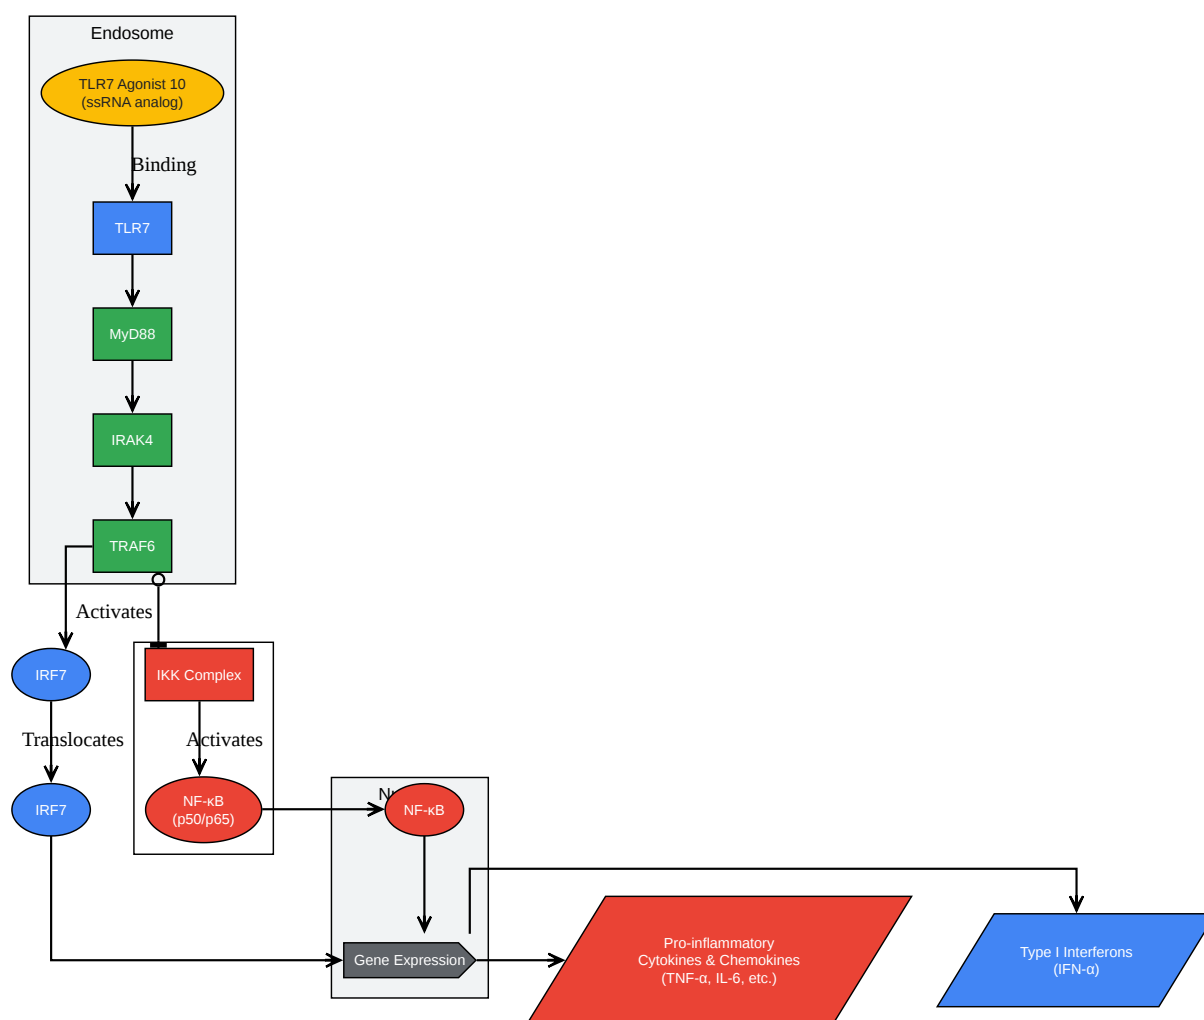 Endosome
TLR7 Agonist 10
(ssRNA analog)
Binding
TLR7
MyD88
IRAK4
TRAF6
Activates
IRF7
IKK Complex
Translocates
Activates
IRF7
NF-κB
(p50/p65)
NF-κB
Gene Expression
Pro-inflammatory
Cytokines & Chemokines
(TNF-α, IL-6, etc.)
Type I Interferons
(IFN-α)